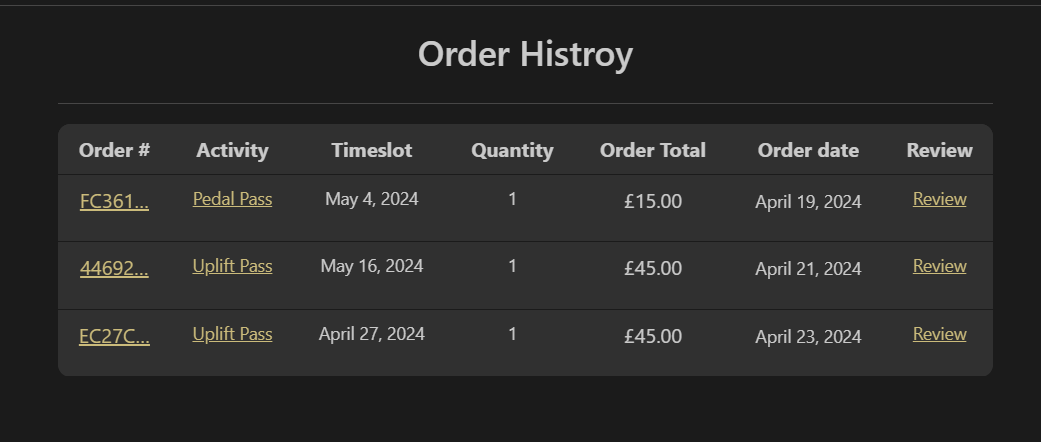 Order Histroy
Order # Activity Timeslot Quantity Order Total Order date Review
FC361... Pedal Pass May 4, 2024 1 £15.00 April 19, 2024 Review
44692... Uplift Pass May 16, 2024 1 £45.00 April 21, 2024 Review
EC27C... Uplift Pass April 27, 2024 1 £45.00 April 23, 2024 Review